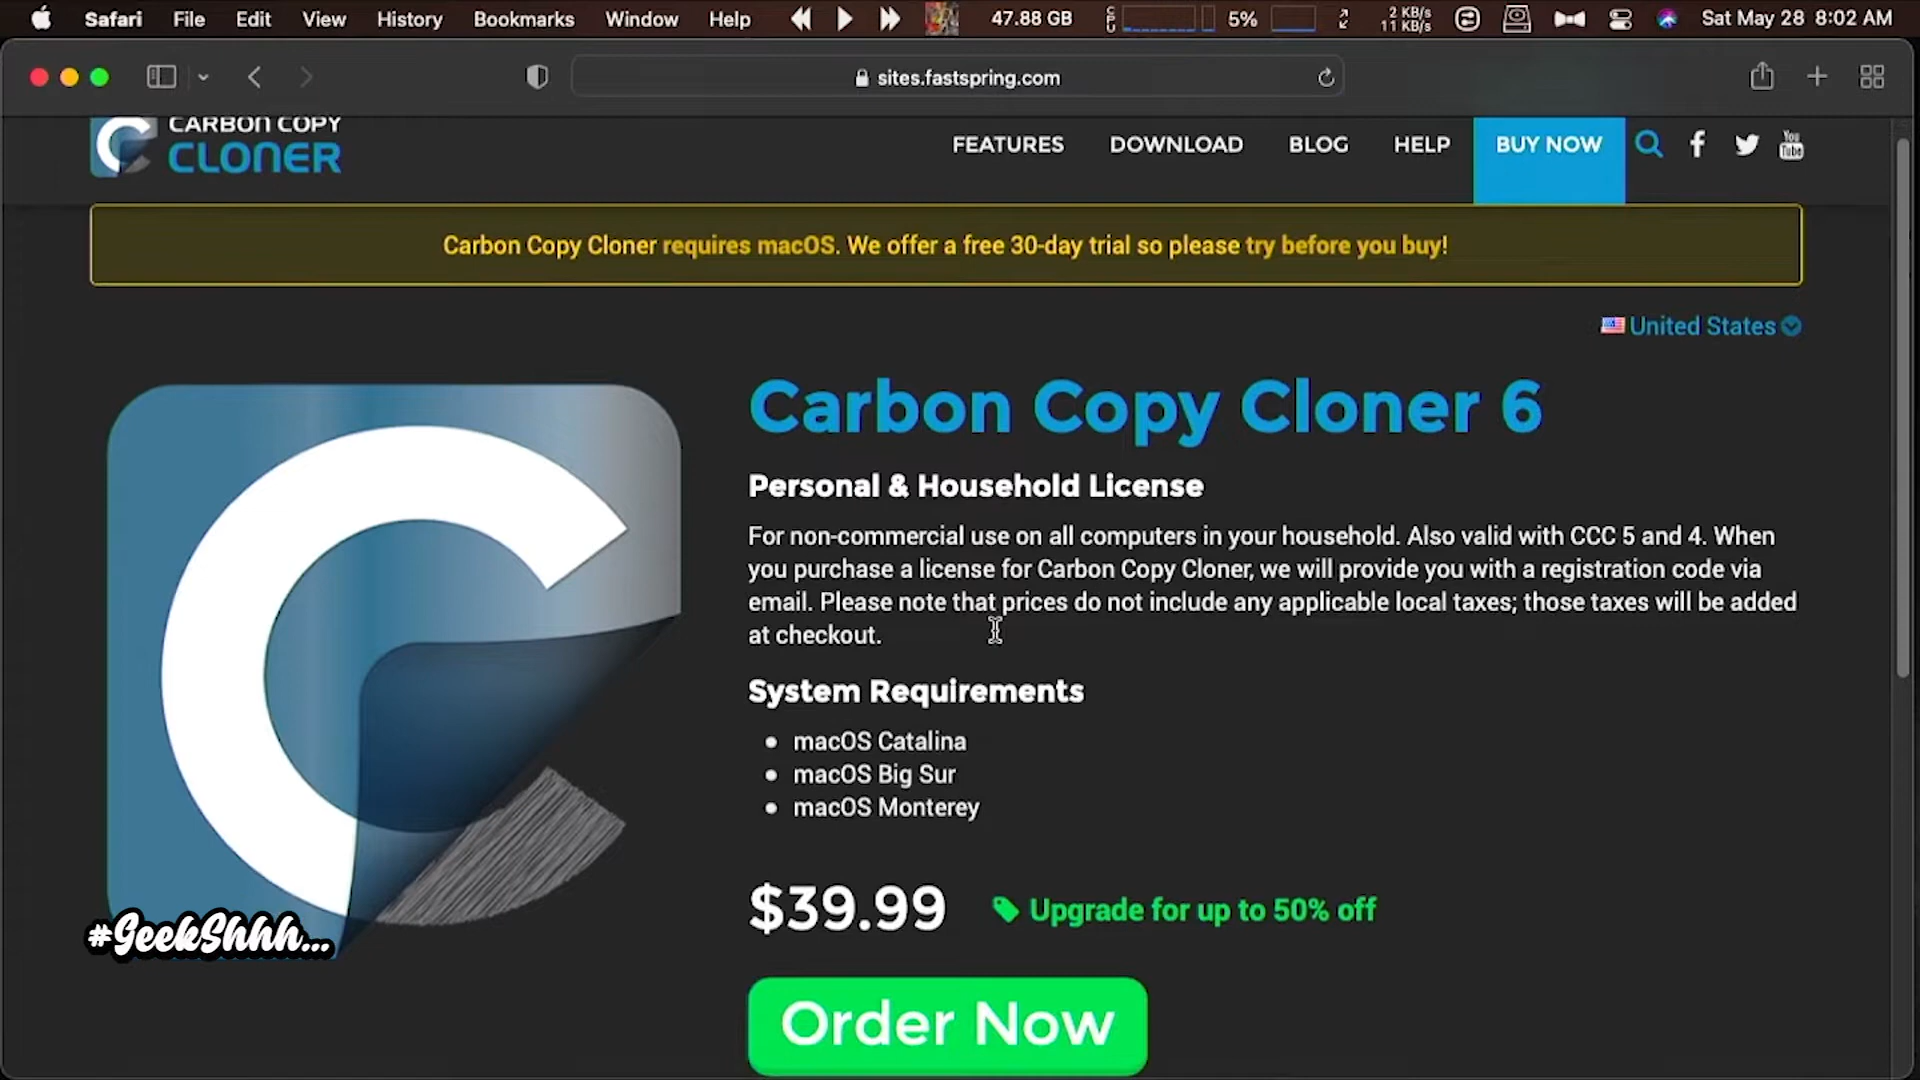 Safari File Edit View History Bookmarks Window Help 47.88 GB CPU 5% 2 KB/s 11 KB/s Sat May 28 8:02 AM
sites.fastspring.com
CARBON COPY
CLONER
FEATURES DOWNLOAD BLOG HELP BUY NOW You Tube
Carbon Copy Cloner requires macOS. We offer a free 30-day trial so please try before you buy!
United States
Carbon Copy Cloner 6
Personal & Household License
For non-commercial use on all computers in your household. Also valid with CCC 5 and 4. When
you purchase a license for Carbon Copy Cloner, we will provide you with a registration code via
email. Please note that prices do not include any applicable local taxes; those taxes will be added
at checkout.
System Requirements
• macOS Catalina
• macOS Big Sur
• macOS Monterey
$39.99 Upgrade for up to 50% off
#GeekShhh...
Order Now